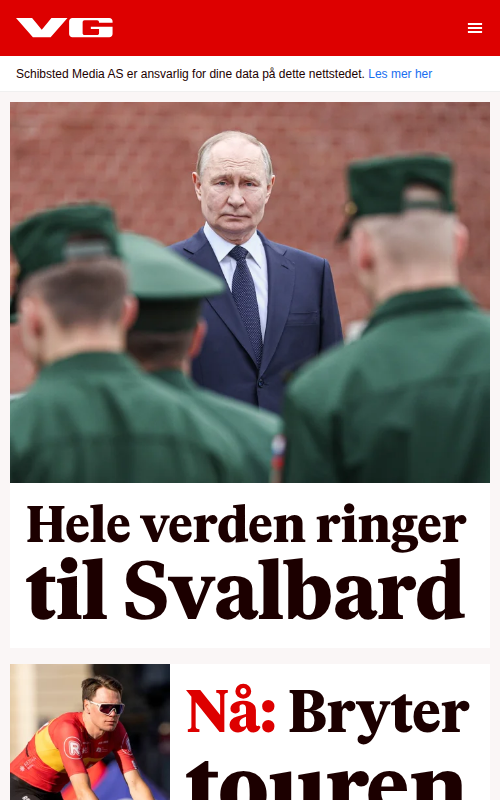 VG
Schibsted Media AS er ansvarlig for dine data på dette nettstedet. Les mer her
Hele verden ringer
til Svalbard
Nå: Bryter
touren